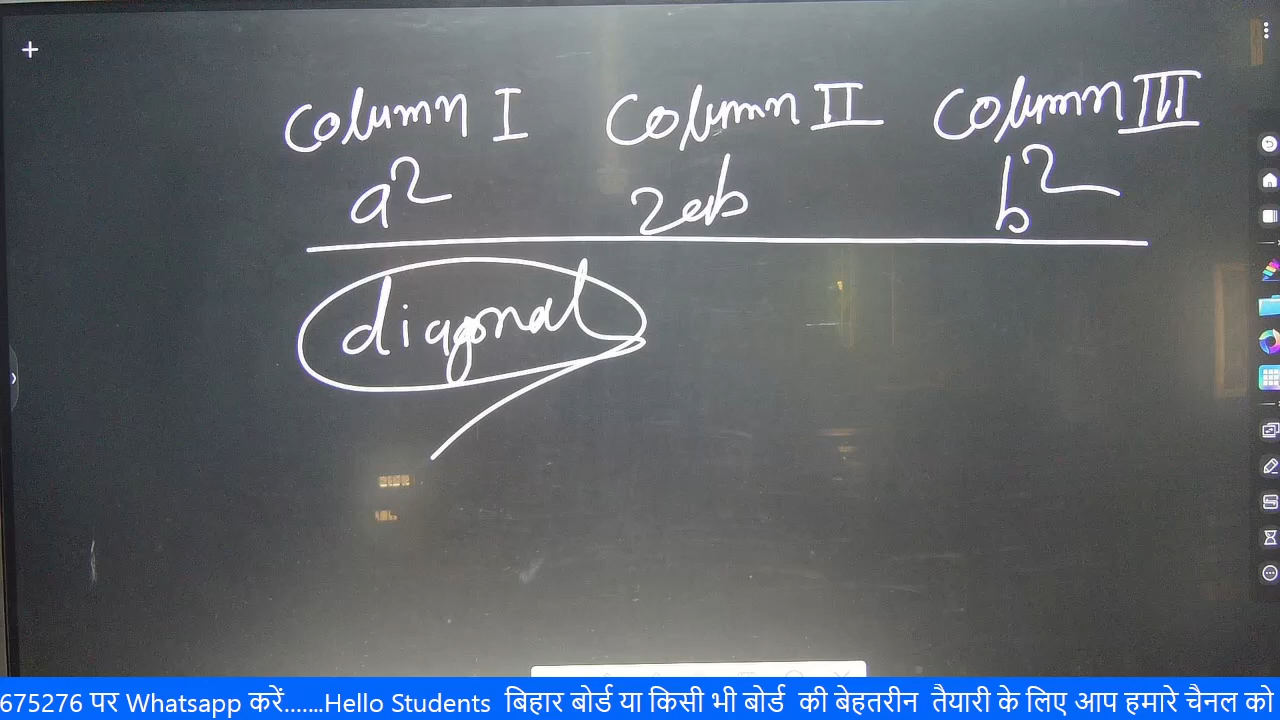 Column I Column II Column III
a² 2ab b²
diagonal
675276 पर Whatsapp करें.......Hello Students बिहार बोर्ड या किसी भी बोर्ड की बेहतरीन तैयारी के लिए आप हमारे चैनल को